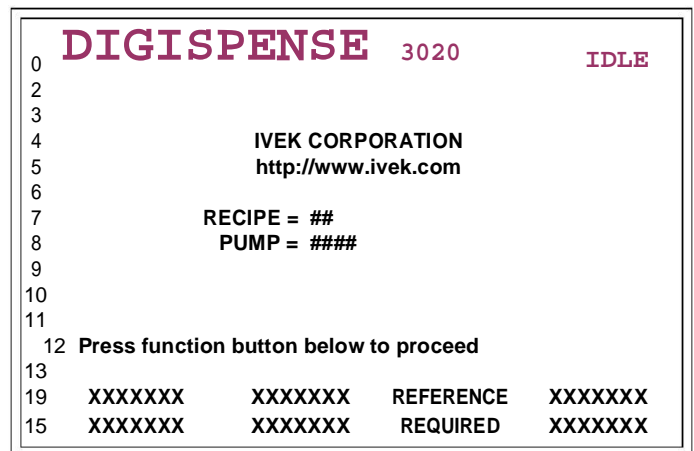 0 DIGISPENSE 3020 IDLE
2
3
4 IVEK CORPORATION
5 http://www.ivek.com
6
7 RECIPE = ##
8 PUMP = ####
9
10
11
12 Press function button below to proceed
13
19 XXXXXXX XXXXXXX REFERENCE XXXXXXX
15 XXXXXXX XXXXXXX REQUIRED XXXXXXX